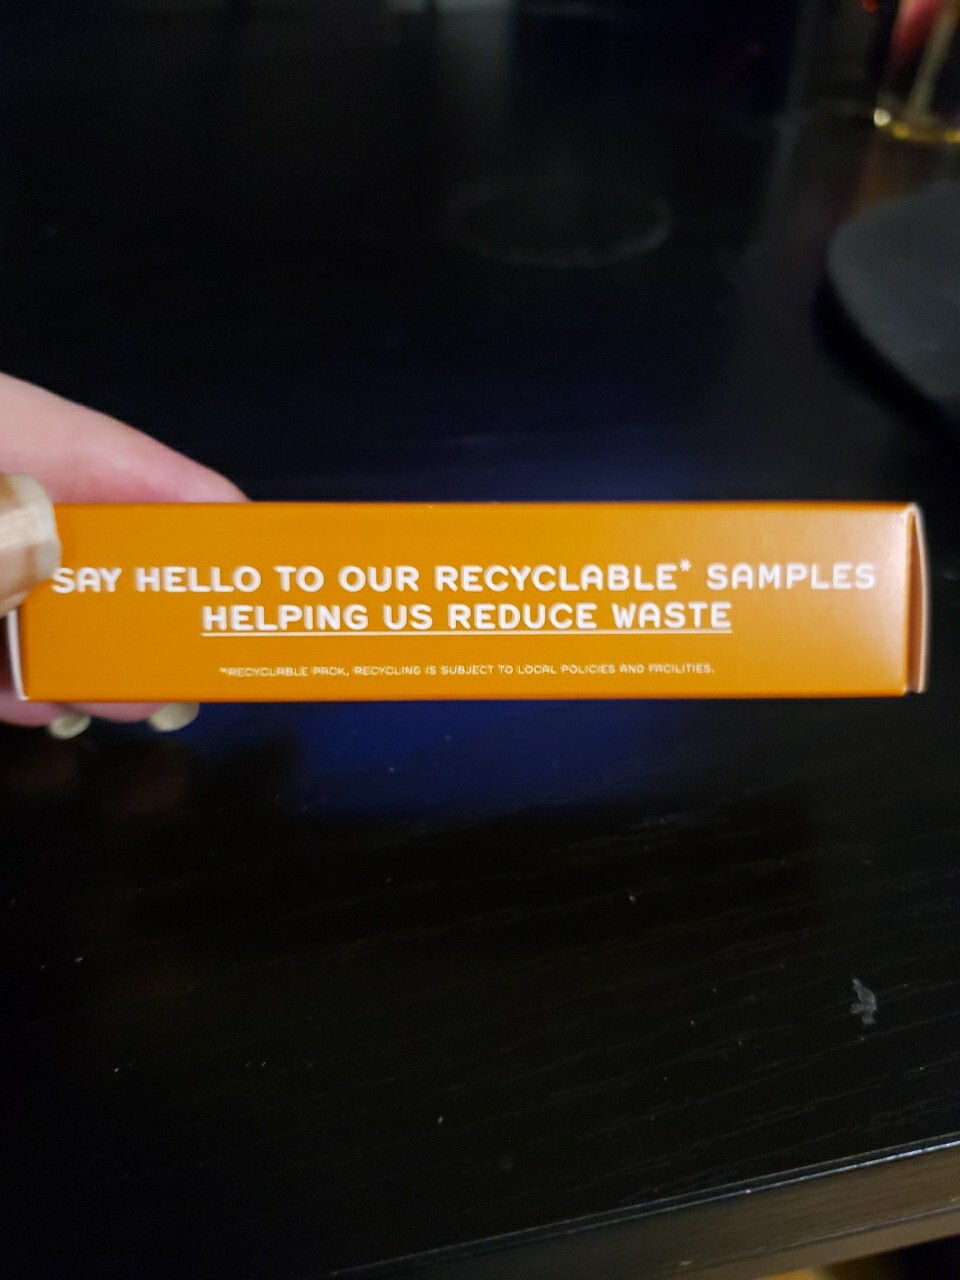 SAY HELLO TO OUR RECYCLABLE* SAMPLES
HELPING US REDUCE WASTE
*RECYCLABLE PACK, RECYCLING IS SUBJECT TO LOCAL POLICIES AND FACILITIES.